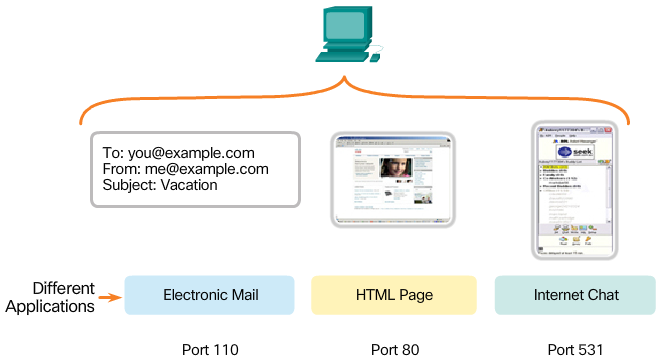 To: you@example.com
From: me@example.com
Subject: Vacation
seek
Different
Applications
Electronic Mail
HTML Page
Internet Chat
Port 110
Port 80
Port 531